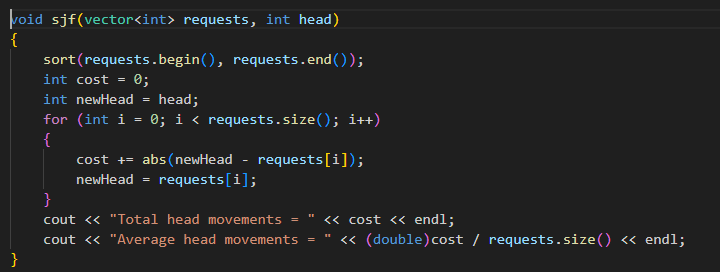 void sjf(vector<int> requests, int head)
{
    sort(requests.begin(), requests.end());
    int cost = 0;
    int newHead = head;
    for (int i = 0; i < requests.size(); i++)
    {
        cost += abs(newHead - requests[i]);
        newHead = requests[i];
    }
    cout << "Total head movements = " << cost << endl;
    cout << "Average head movements = " << (double)cost / requests.size() << endl;
}